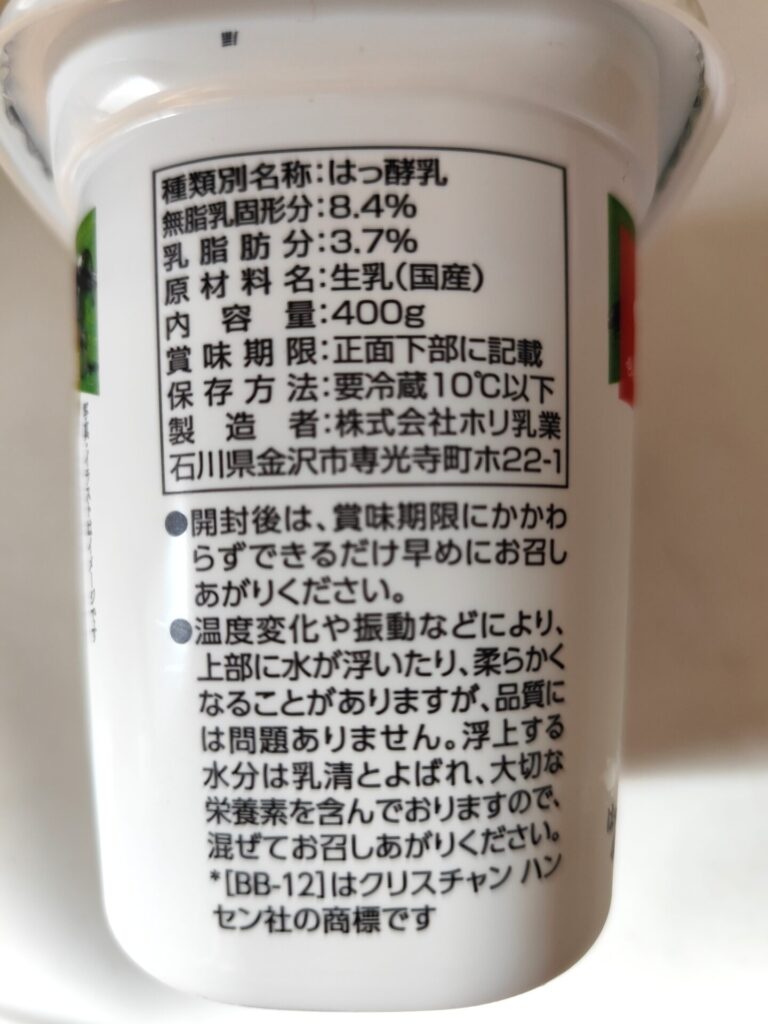 種類別名称:はっ酵乳
無脂乳固形分:8.4%
乳脂肪分:3.7%
原材料名:生乳(国産)
内容量:400g
賞味期限:正面下部に記載
保存方法:要冷蔵10℃以下
製造者:株式会社ホリ乳業
石川県金沢市専光寺町ホ22-1
●開封後は、賞味期限にかかわ
らずできるだけ早めにお召し
あがりください。
●温度変化や振動などにより、
上部に水が浮いたり、柔らかく
なることがありますが、品質に
は問題ありません。浮上する
水分は乳清とよばれ、大切な
栄養素を含んでおりますので、
混ぜてお召しあがりください。
*[BB-12]はクリスチャン ハン
セン社の商標です